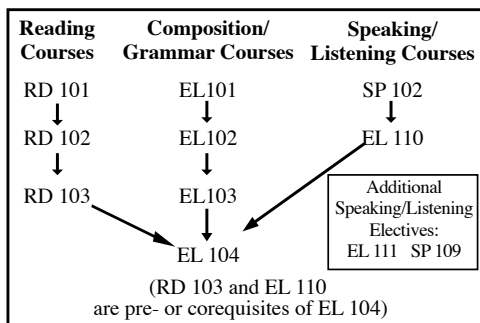 Reading Composition/ Speaking/
Courses Grammar Courses Listening Courses
RD 101 EL101 SP 102
RD 102 EL102 EL 110
RD 103 EL103
Additional
Speaking/Listening
Electives:
EL 111 SP 109
EL 104
(RD 103 and EL 110
are pre- or corequisites of EL 104)